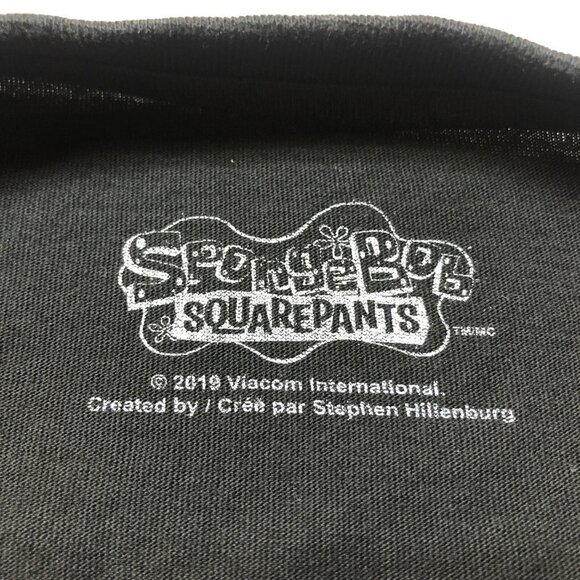 SPONGEBOB
SQUAREPANTS
TM/MC
© 2019 Viacom International.
Created by / Créé par Stephen Hillenburg